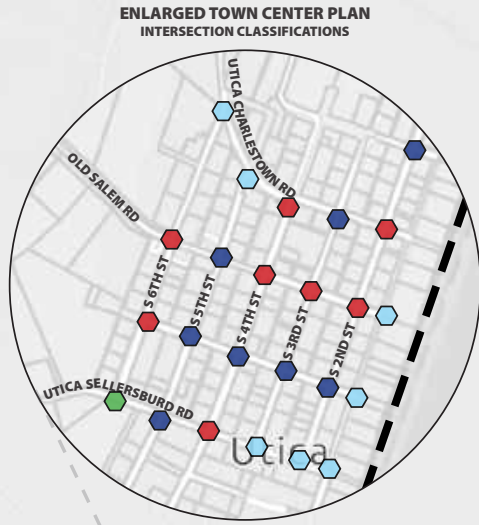 ENLARGED TOWN CENTER PLAN
INTERSECTION CLASSIFICATIONS
UTICA CHARLESTOWN RD
OLD SALEM RD
S 6TH ST
S 5TH ST
S 4TH ST
S 3RD ST
S 2ND ST
UTICA SELLERSBURD RD
Utica